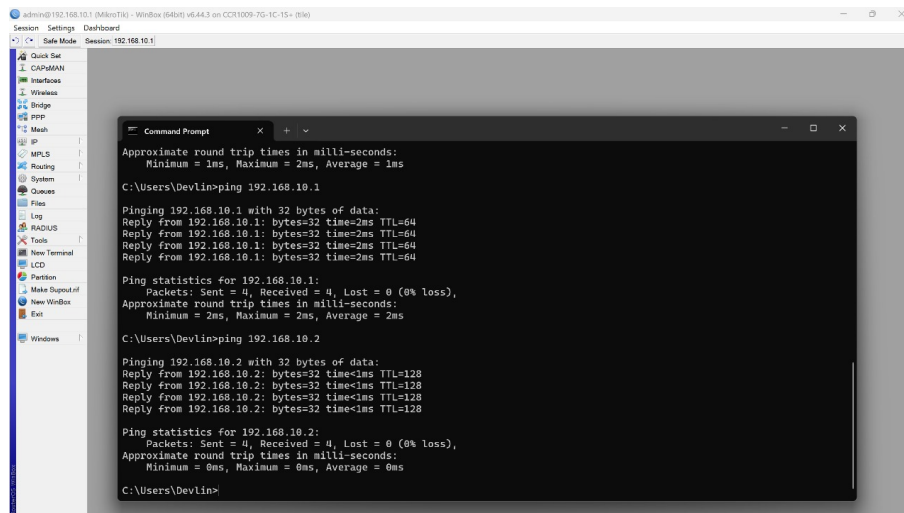 admin@192.168.10.1 (MikroTik) - WinBox (64bit) v6.44.3 on CCR1009-7G-1C-1S+ (tile)
Session Settings Dashboard
Safe Mode Session: 192.168.10.1
Quick Set
CAPsMAN
Interfaces
Wireless
Bridge
PPP
Mesh
IP
MPLS
Routing
System
Queues
Files
Log
RADIUS
Tools
New Terminal
LCD
Partition
Make Supout.rif
New WinBox
Exit
Windows
RouterOS WinBox
Command Prompt
Approximate round trip times in milli-seconds:
Minimum = 1ms, Maximum = 2ms, Average = 1ms
C:\Users\Devlin>ping 192.168.10.1
Pinging 192.168.10.1 with 32 bytes of data:
Reply from 192.168.10.1: bytes=32 time=2ms TTL=64
Reply from 192.168.10.1: bytes=32 time=2ms TTL=64
Reply from 192.168.10.1: bytes=32 time=2ms TTL=64
Reply from 192.168.10.1: bytes=32 time=2ms TTL=64
Ping statistics for 192.168.10.1:
Packets: Sent = 4, Received = 4, Lost = 0 (0% loss),
Approximate round trip times in milli-seconds:
Minimum = 2ms, Maximum = 2ms, Average = 2ms
C:\Users\Devlin>ping 192.168.10.2
Pinging 192.168.10.2 with 32 bytes of data:
Reply from 192.168.10.2: bytes=32 time<1ms TTL=128
Reply from 192.168.10.2: bytes=32 time<1ms TTL=128
Reply from 192.168.10.2: bytes=32 time<1ms TTL=128
Reply from 192.168.10.2: bytes=32 time<1ms TTL=128
Ping statistics for 192.168.10.2:
Packets: Sent = 4, Received = 4, Lost = 0 (0% loss),
Approximate round trip times in milli-seconds:
Minimum = 0ms, Maximum = 0ms, Average = 0ms
C:\Users\Devlin>